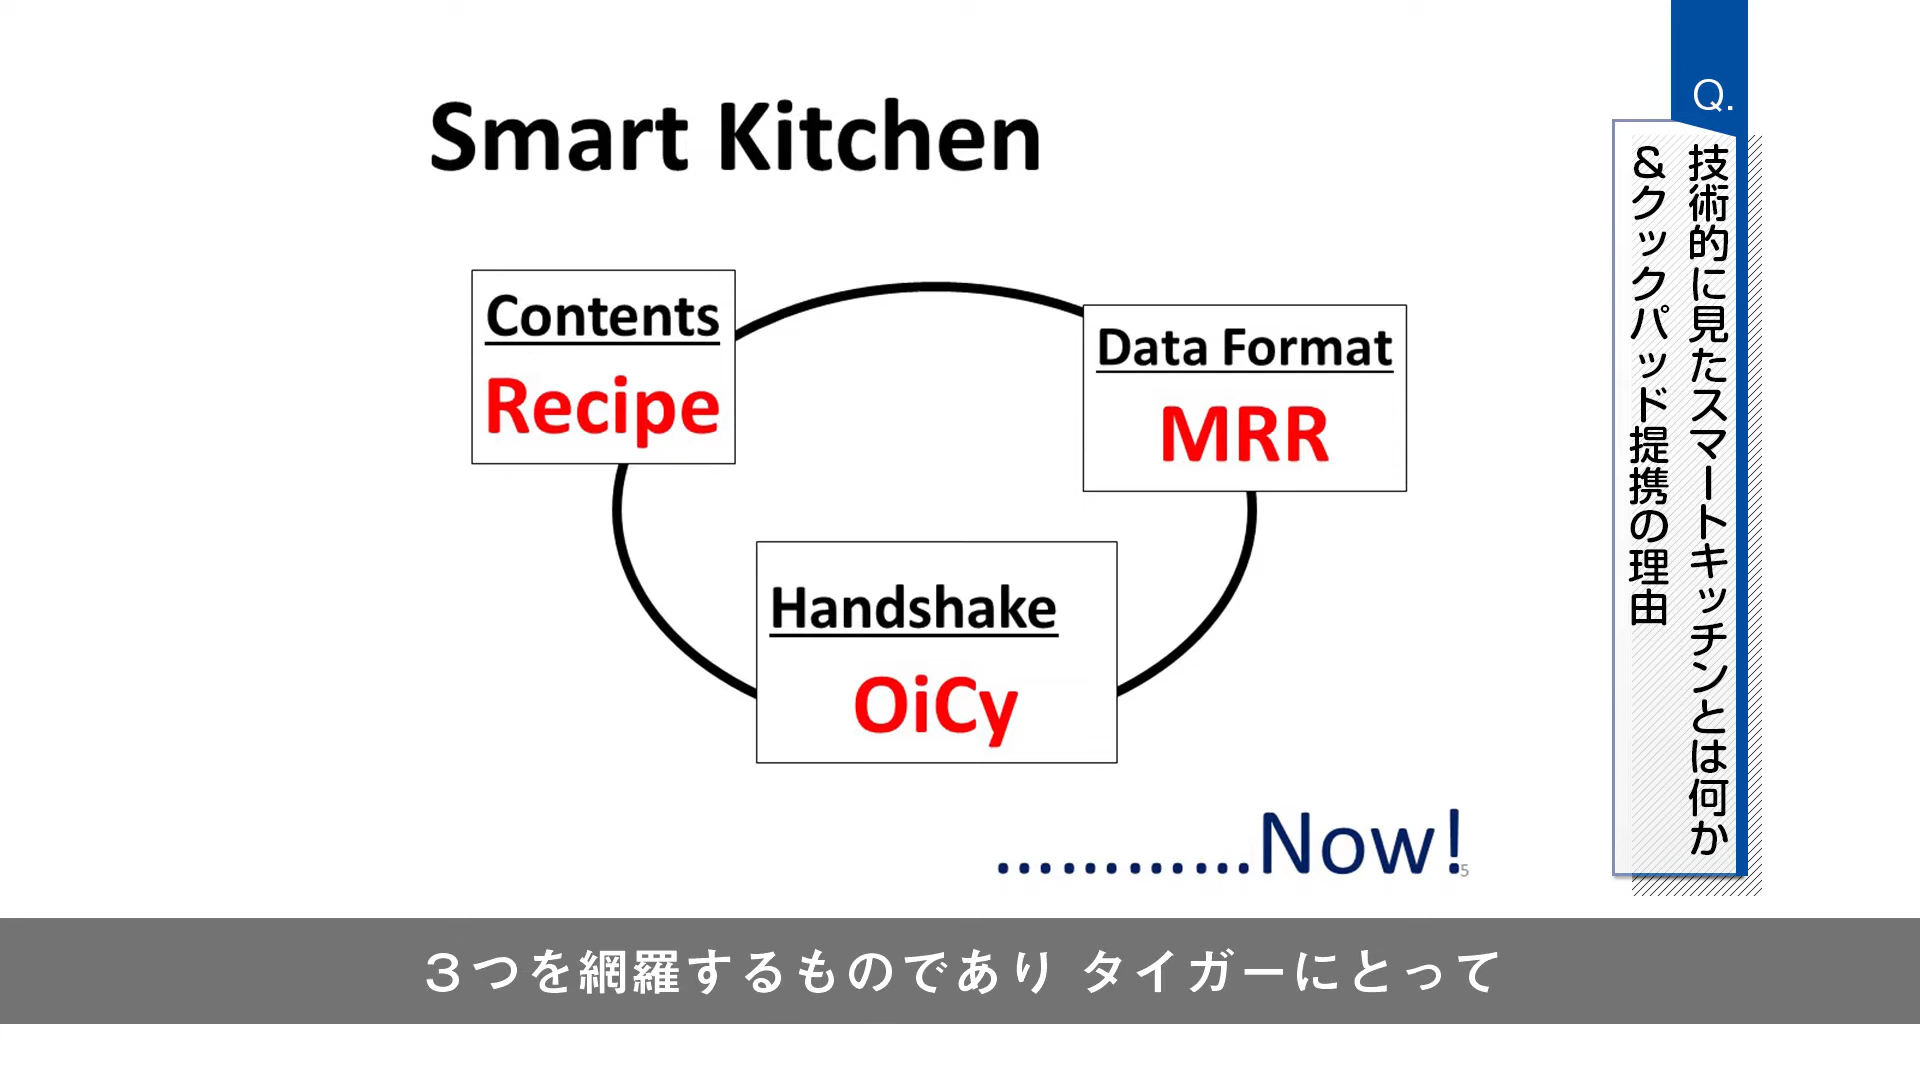 Smart Kitchen
Contents
Recipe
Data Format
MRR
Handshake
OiCy
…………Now!
5
Q.
技術的に見たスマートキッチンとは何か
&クックパッド提携の理由
３つを網羅するものであり タイガーにとって